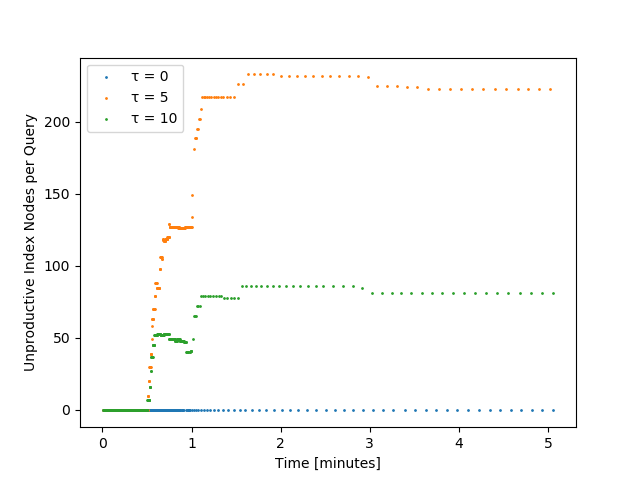 τ = 0
τ = 5
τ = 10
Unproductive Index Nodes per Query
200
150
100
50
0
0 1 2 3 4 5
Time [minutes]